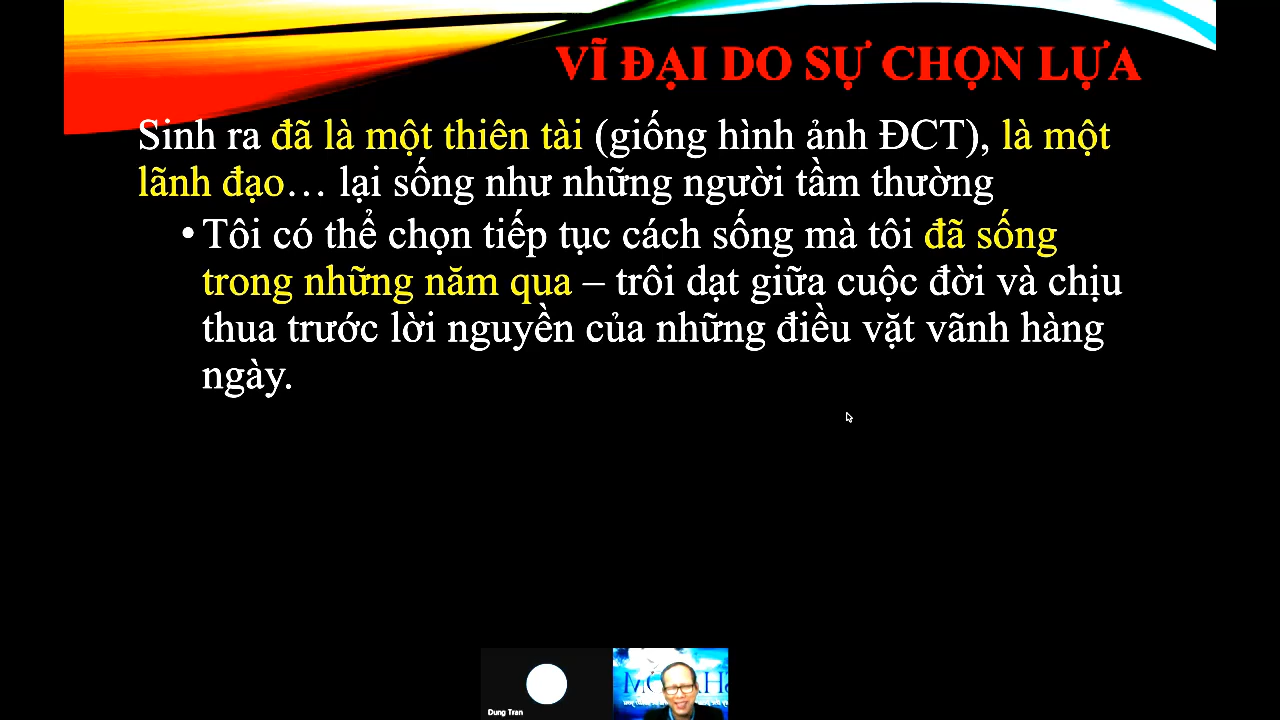 VĨ ĐẠI DO SỰ CHỌN LỰA
Sinh ra đã là một thiên tài (giống hình ảnh ĐCT), là một
lãnh đạo… lại sống như những người tầm thường
• Tôi có thể chọn tiếp tục cách sống mà tôi đã sống
trong những năm qua – trôi dạt giữa cuộc đời và chịu
thua trước lời nguyền của những điều vặt vãnh hàng
ngày.
Dung Tran